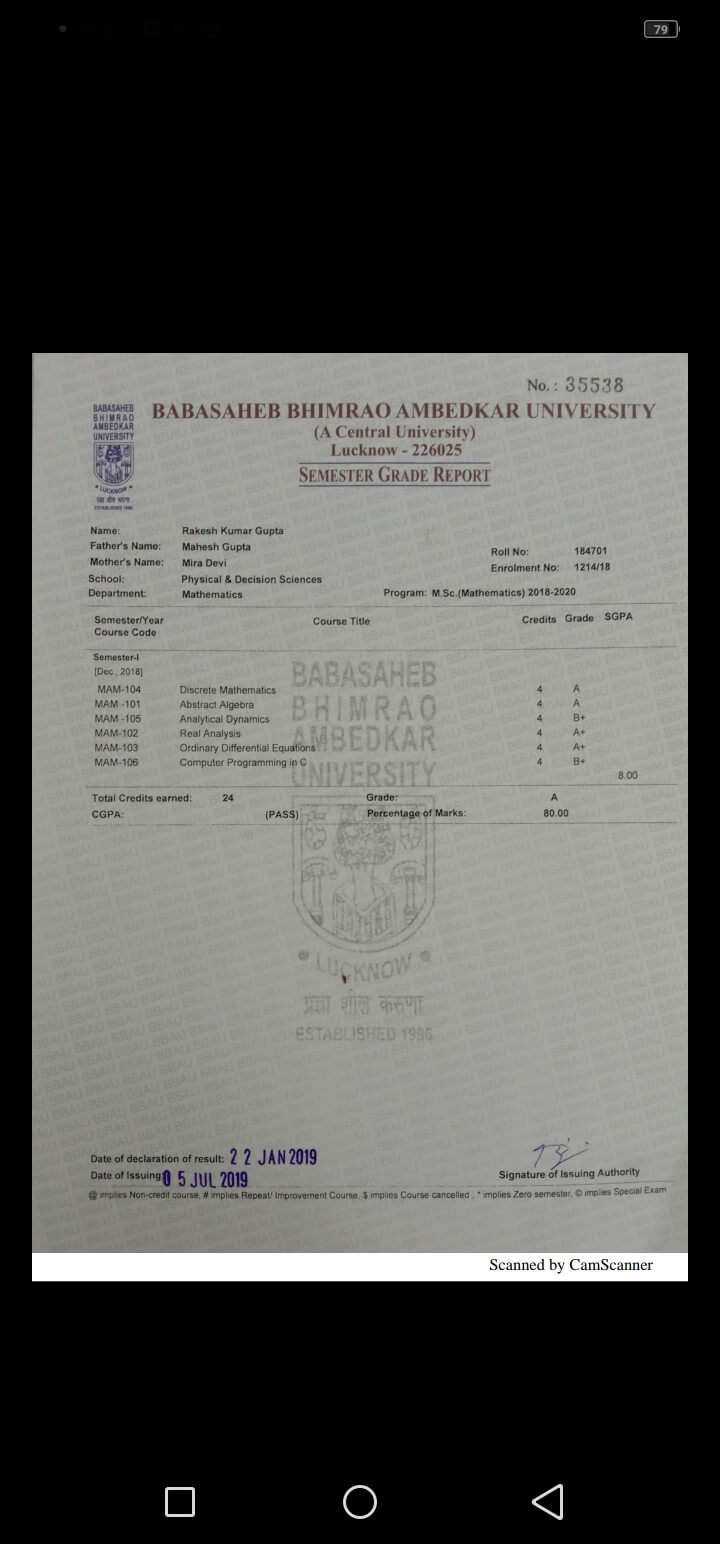 79
No. : 35538
BABASAHEB
BHIMRAO
AMBEDKAR
UNIVERSITY
LUCKNOW
प्रज्ञा शील करुणा
ESTABLISHED 1996
BABASAHEB BHIMRAO AMBEDKAR UNIVERSITY
(A Central University)
Lucknow - 226025
SEMESTER GRADE REPORT
Name: Rakesh Kumar Gupta
Father's Name: Mahesh Gupta
Mother's Name: Mira Devi
Roll No: 184701
Enrolment No: 1214/18
School: Physical & Decision Sciences
Department: Mathematics Program: M.Sc.(Mathematics) 2018-2020
Semester/Year Course Title Credits Grade SGPA
Course Code
Semester-I
[Dec., 2018]
MAM-104 Discrete Mathematics 4 A
MAM -101 Abstract Algebra 4 A
MAM -105 Analytical Dynamics 4 B+
MAM-102 Real Analysis 4 A+
MAM-103 Ordinary Differential Equations 4 A+
MAM-106 Computer Programming in C 4 B+
8.00
Total Credits earned: 24 Grade: A
CGPA: (PASS) Percentage of Marks: 80.00
BABASAHEB
BHIMRAO
AMBEDKAR
UNIVERSITY
LUCKNOW
प्रज्ञा शील करुणा
ESTABLISHED 1996
Date of declaration of result: 22 JAN 2019
Date of Issuing 05 JUL 2019
Signature of Issuing Authority
@ implies Non-credit course, # implies Repeat/ Improvement Course, $ implies Course cancelled , * implies Zero semester, © implies Special Exam
Scanned by CamScanner